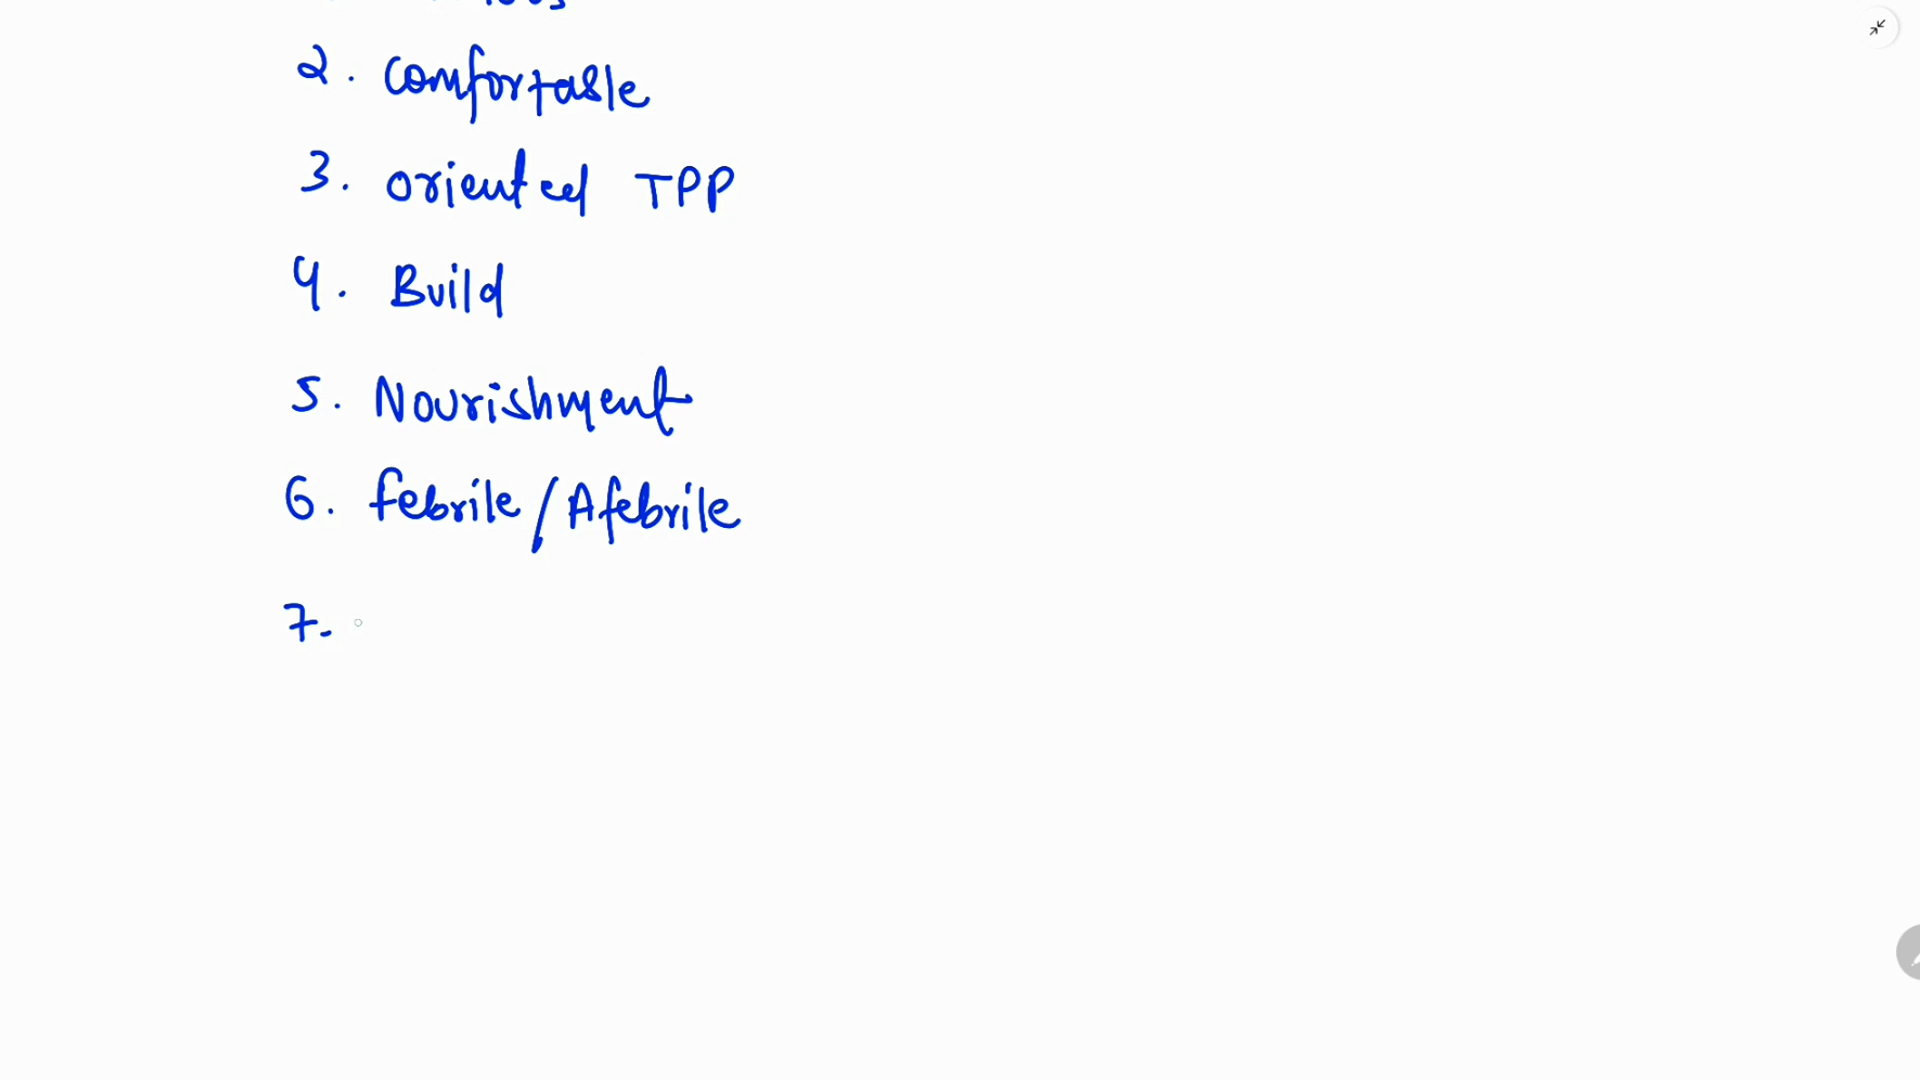 2. Comfortable
3. oriented TPP
4. Build
5. Nourishment
6. febrile/Afebrile
7.